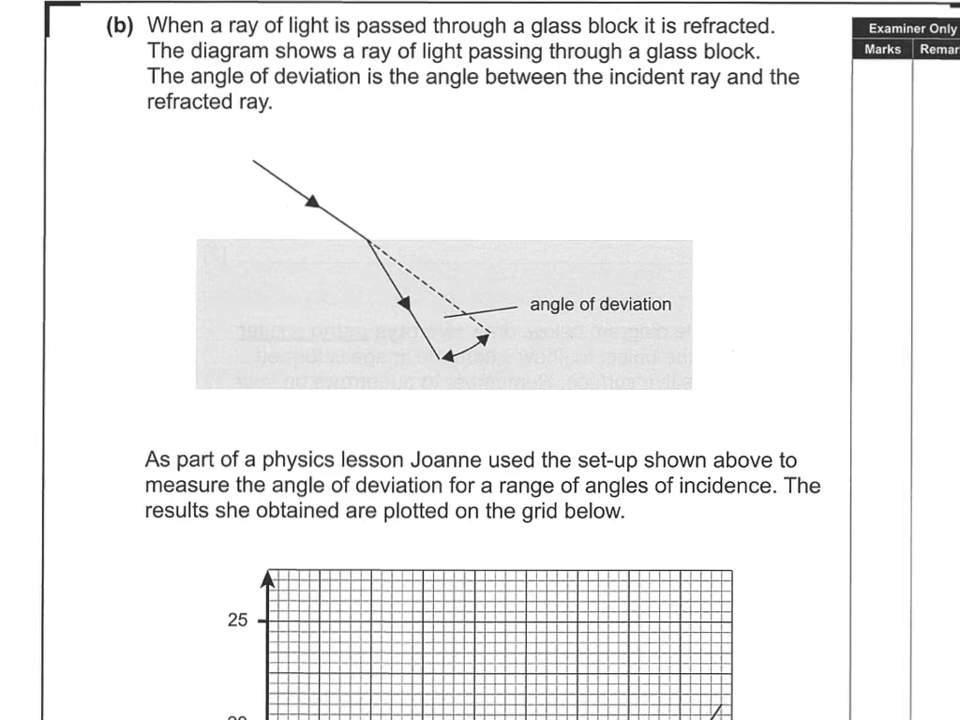 (b) When a ray of light is passed through a glass block it is refracted.
The diagram shows a ray of light passing through a glass block.
The angle of deviation is the angle between the incident ray and the
refracted ray.
Examiner Only
Marks Remar
angle of deviation
As part of a physics lesson Joanne used the set-up shown above to
measure the angle of deviation for a range of angles of incidence. The
results she obtained are plotted on the grid below.
25